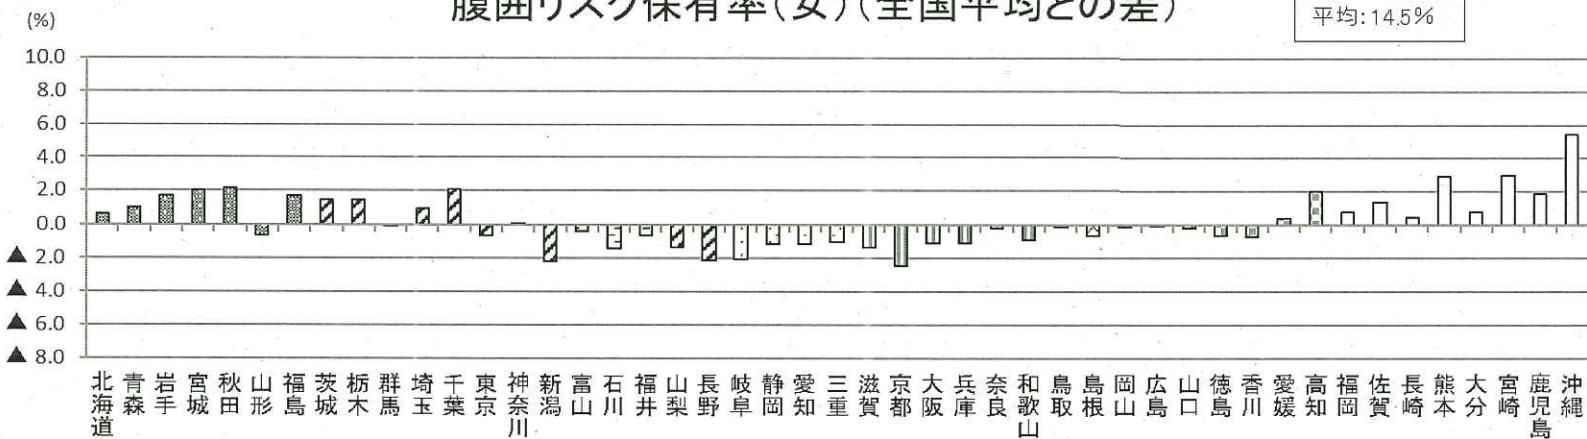 腹囲リスク保有率(女)(全国平均との差)
平均:14.5%
(%)
10.0
8.0
6.0
4.0
2.0
0.0
▲ 2.0
▲ 4.0
▲ 6.0
▲ 8.0
北海道
青森
岩手
宮城
秋田
山形
福島
茨城
栃木
群馬
埼玉
千葉
東京
神奈川
新潟
富山
石川
福井
山梨
長野
岐阜
静岡
愛知
三重
滋賀
京都
大阪
兵庫
奈良
和歌山
鳥取
島根
岡山
広島
山口
徳島
香川
愛媛
高知
福岡
佐賀
長崎
熊本
大分
宮崎
鹿児島
沖縄